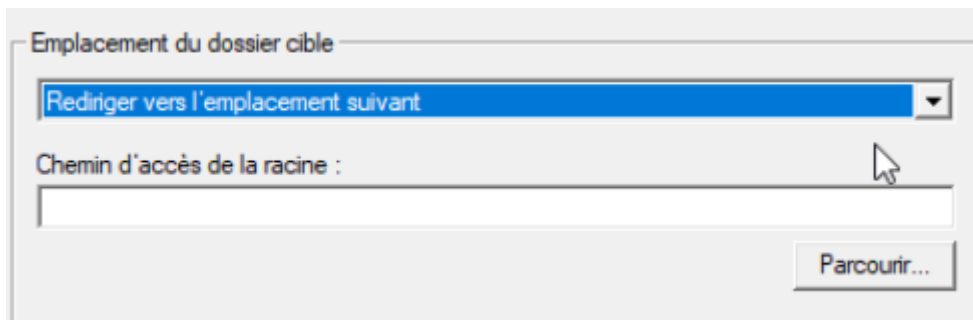 Emplacement du dossier cible
Rediriger vers l'emplacement suivant
Chemin d'accès de la racine :
Parcourir...